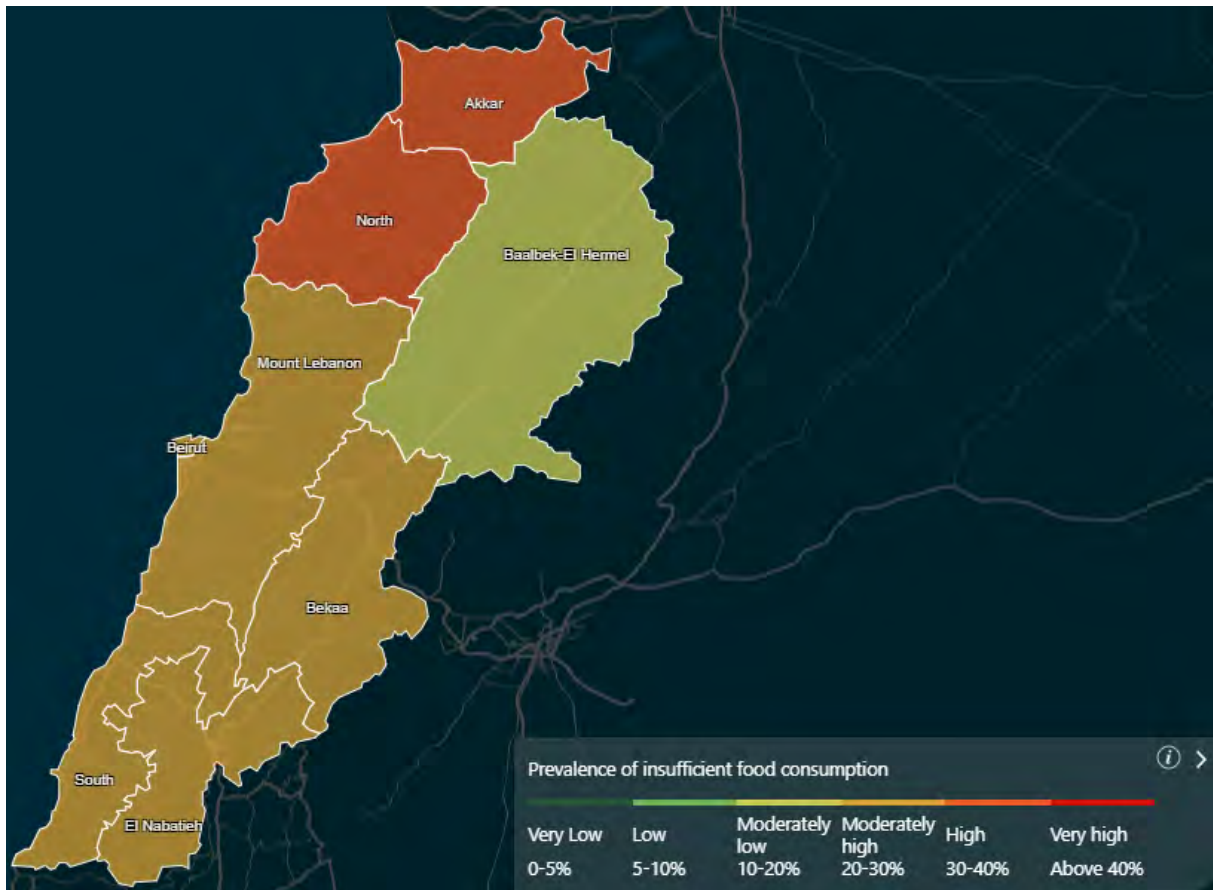 Akkar
North
Baalbek-El Hermel
Mount Lebanon
Beirut
Bekaa
South
El Nabatieh
Prevalence of insufficient food consumption
Very Low
0-5%
Low
5-10%
Moderately
low
10-20%
Moderately
high
20-30%
High
30-40%
Very high
Above 40%